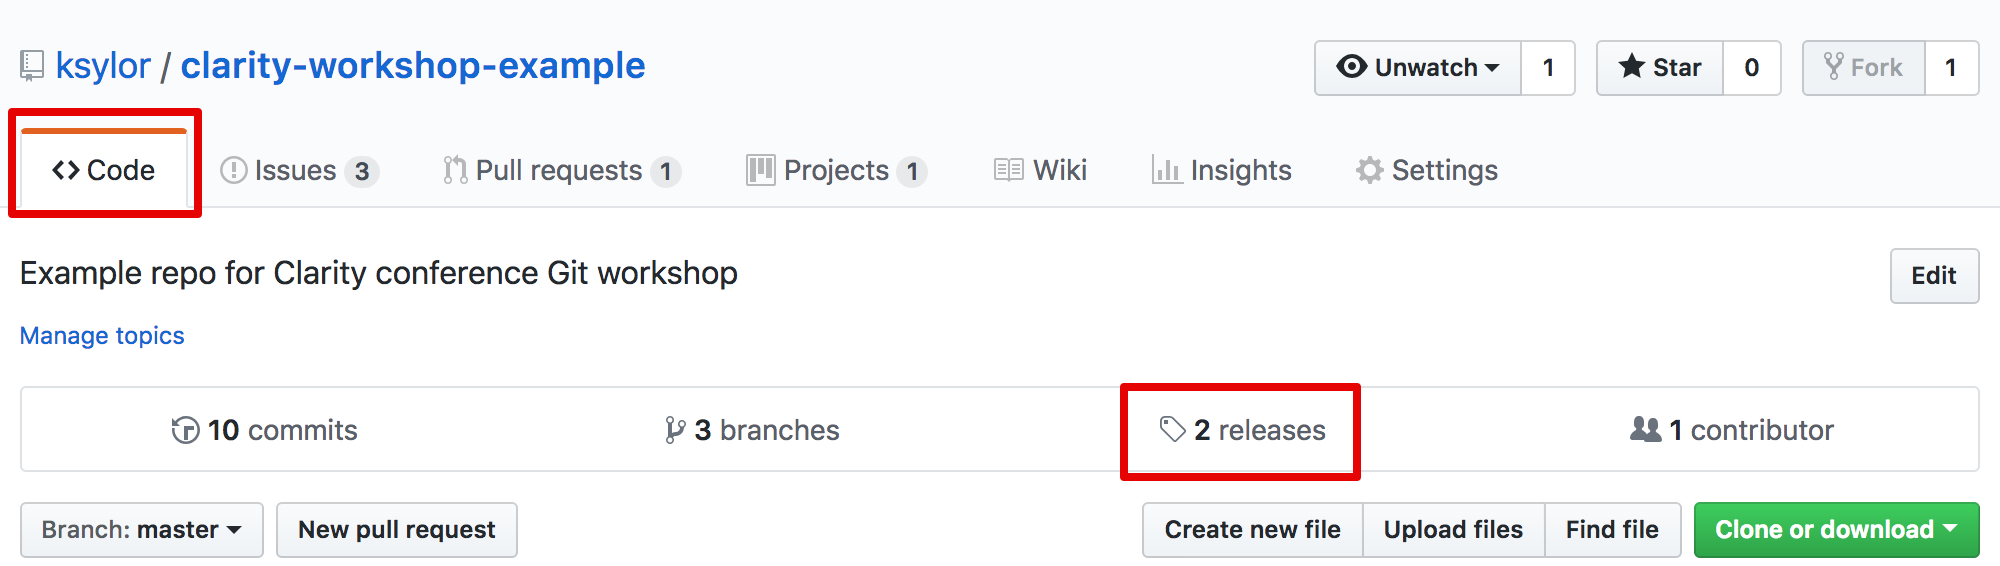 ksylor / clarity-workshop-example
Unwatch 1 Star 0 Fork 1
Code Issues 3 Pull requests 1 Projects 1 Wiki Insights Settings
Example repo for Clarity conference Git workshop
Edit
Manage topics
10 commits 3 branches 2 releases 1 contributor
Branch: master New pull request Create new file Upload files Find file Clone or download